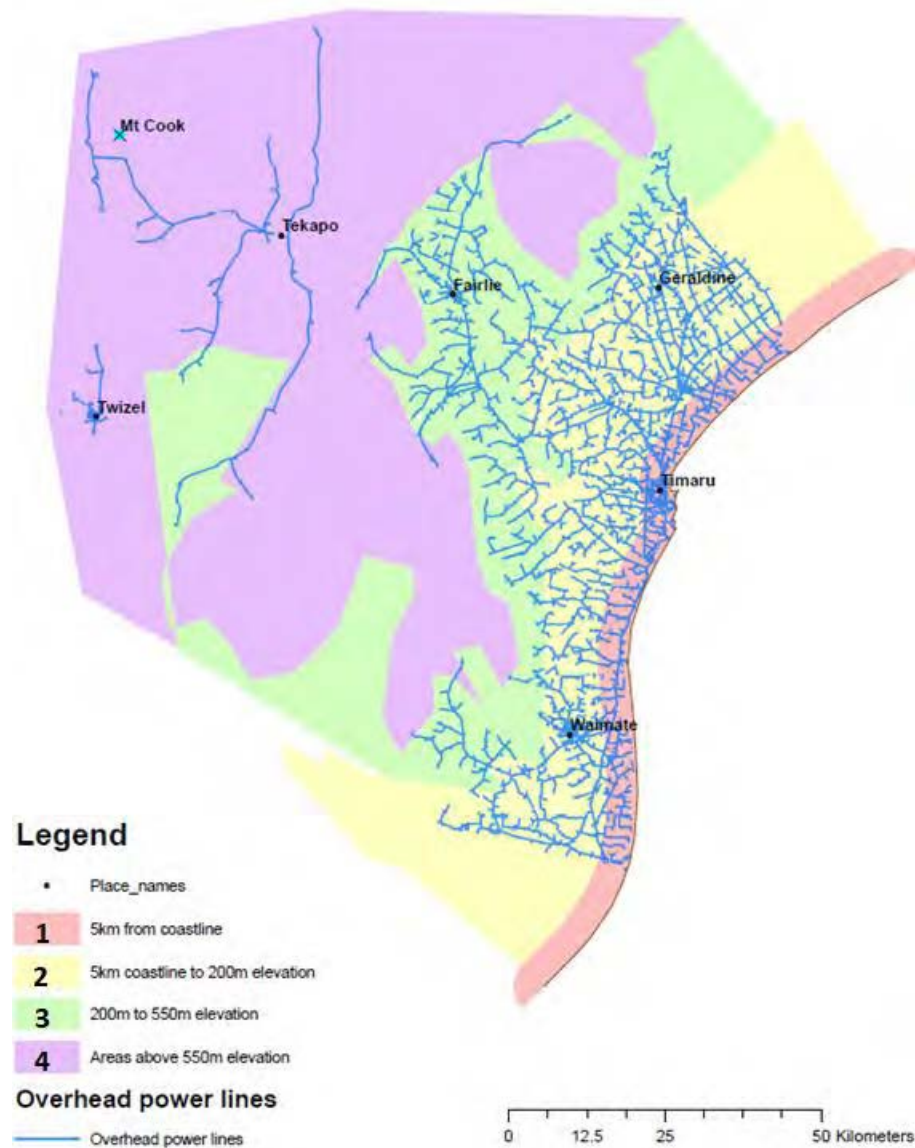 Mt Cook
Tekapo
Fairlie
Geraldine
Twizel
Timaru
Waimate
Legend
Place_names
1 5km from coastline
2 5km coastline to 200m elevation
3 200m to 550m elevation
4 Areas above 550m elevation
Overhead power lines
Overhead power lines
0 12.5 25 50 Kilometers